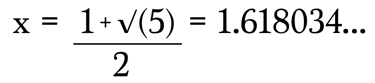 x = 1+√(5) = 1.618034...
2